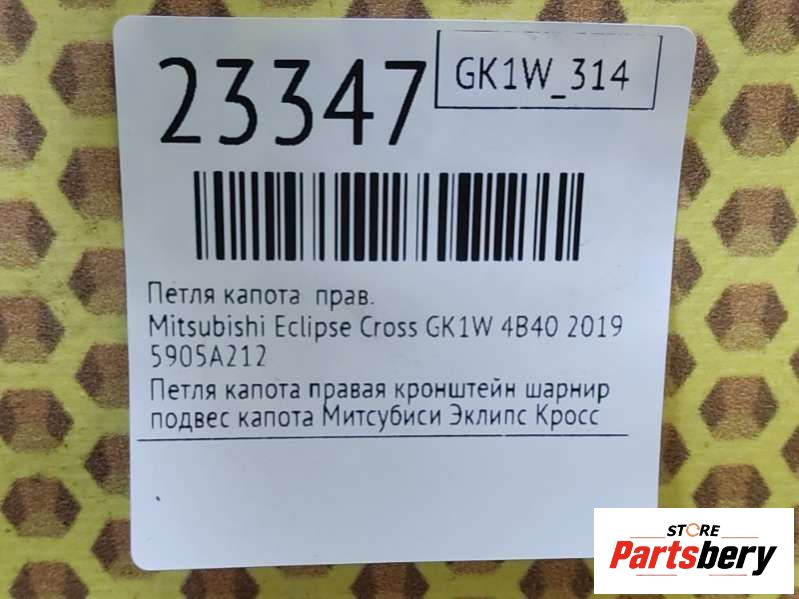 23347
GK1W_314
Петля капота прав.
Mitsubishi Eclipse Cross GK1W 4B40 2019
5905A212
Петля капота правая кронштейн шарнир
подвес капота Митсубиси Эклипс Кросс
STORE
Partsbery